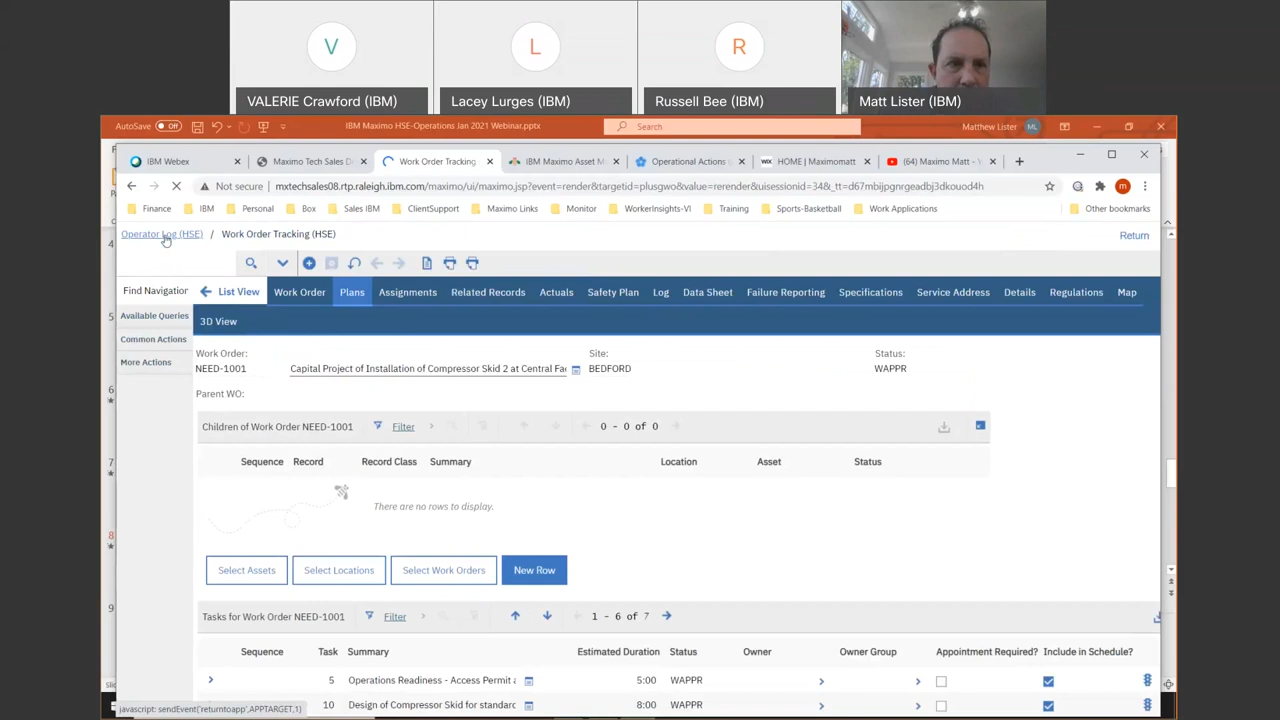 V L R
VALERIE Crawford (IBM) Lacey Lurges (IBM) Russell Bee (IBM) Matt Lister (IBM)
AutoSave Off IBM Maximo HSE-Operations Jan 2021 Webinar.pptx Search Matthew Lister ML
IBM Webex Maximo Tech Sales D Work Order Tracking IBM Maximo Asset M Operational Actions WIX HOME | Maximomatt (64) Maximo Matt -
Not secure mxtechsales08.rtp.raleigh.ibm.com/maximo/ui/maximo.jsp?event=render&targetid=plusgwo&value=rerender&uisessionid=34&_tt=d67mbijjpgnrgeadbj3dkouod4h m
Finance IBM Personal Box Sales IBM ClientSupport Maximo Links Monitor WorkerInsights-VI Training Sports-Basketball Work Applications Other bookmarks
Operator Log (HSE) / Work Order Tracking (HSE) Return
Find Navigation List View Work Order Plans Assignments Related Records Actuals Safety Plan Log Data Sheet Failure Reporting Specifications Service Address Details Regulations Map
Available Queries 3D View
Common Actions
More Actions
Work Order: Site: Status:
NEED-1001 Capital Project of Installation of Compressor Skid 2 at Central Fac BEDFORD WAPPR
Parent WO:
Children of Work Order NEED-1001 Filter 0 - 0 of 0
Sequence Record Record Class Summary Location Asset Status
There are no rows to display.
Select Assets Select Locations Select Work Orders New Row
Tasks for Work Order NEED-1001 Filter 1 - 6 of 7
Sequence Task Summary Estimated Duration Status Owner Owner Group Appointment Required? Include in Schedule?
5 Operations Readiness - Access Permit a 5:00 WAPPR
10 Design of Compressor Skid for standard 8:00 WAPPR
javascript: sendEvent('returntoapp',APPTARGET,1)
4
5
6
7
8
9